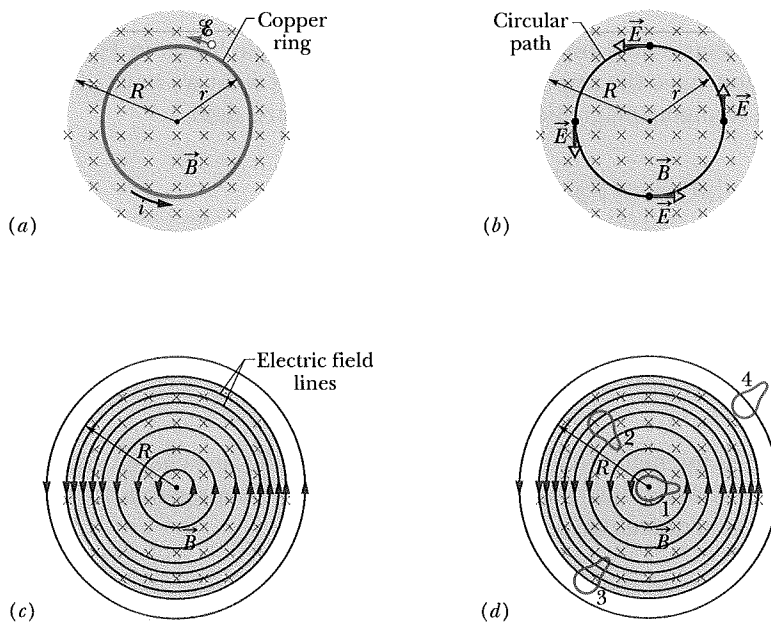 ℰ
Copper
ring
R
r
B
i
(a)
Circular
path
E
R
r
E
E
B
E
(b)
Electric field
lines
R
B
(c)
4
2
R
1
B
3
(d)